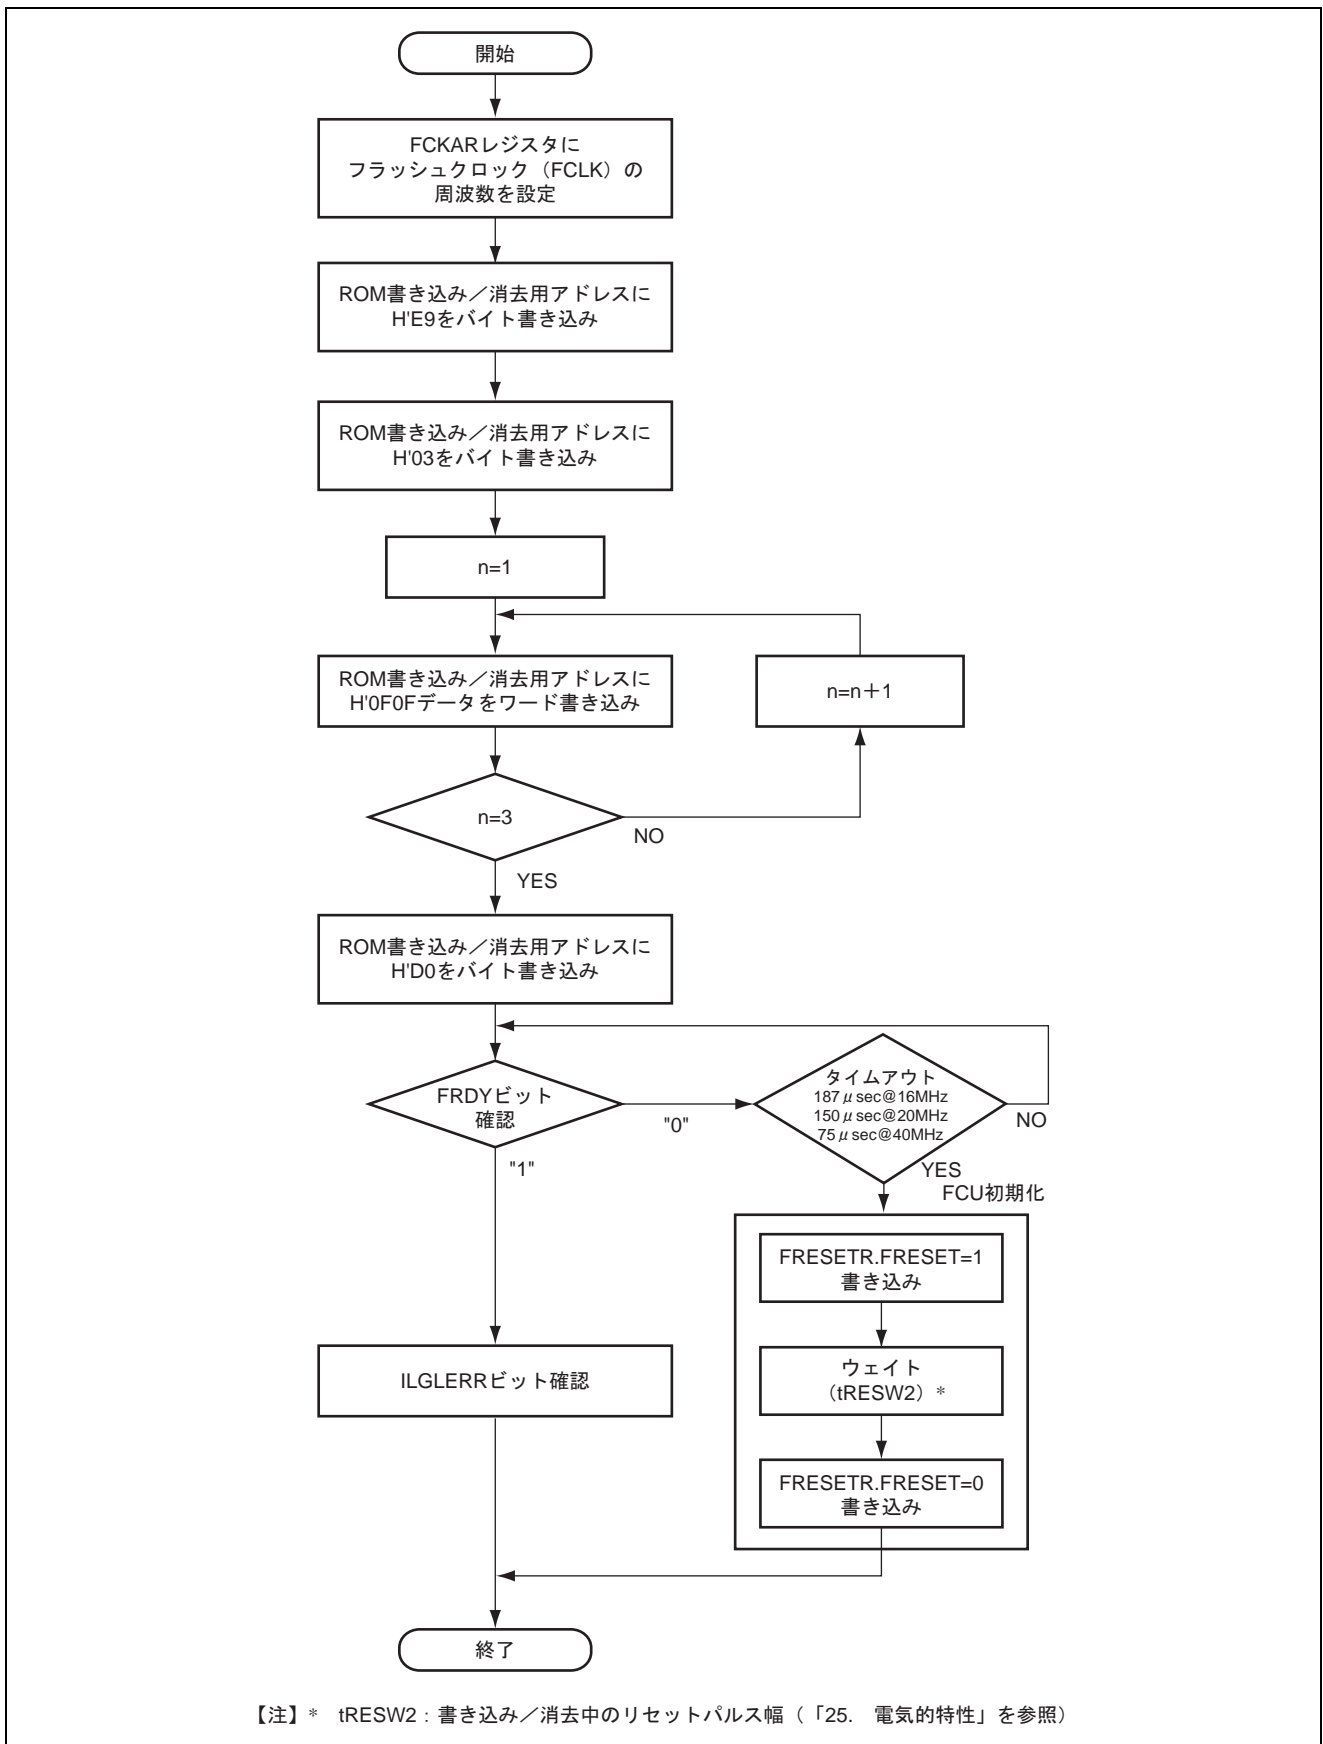 開始
FCKARレジスタに
フラッシュクロック（FCLK）の
周波数を設定
ROM書き込み／消去用アドレスに
H'E9をバイト書き込み
ROM書き込み／消去用アドレスに
H'03をバイト書き込み
n=1
ROM書き込み／消去用アドレスに
H'0F0Fデータをワード書き込み
n=n＋1
n=3
NO
YES
ROM書き込み／消去用アドレスに
H'D0をバイト書き込み
FRDYビット
確認
"0"
"1"
タイムアウト
187μsec@16MHz
150μsec@20MHz
75μsec@40MHz
NO
YES
FCU初期化
FRESETR.FRESET=1
書き込み
ウェイト
（tRESW2）*
FRESETR.FRESET=0
書き込み
ILGLERRビット確認
終了
【注】* tRESW2：書き込み／消去中のリセットパルス幅（「25. 電気的特性」を参照）